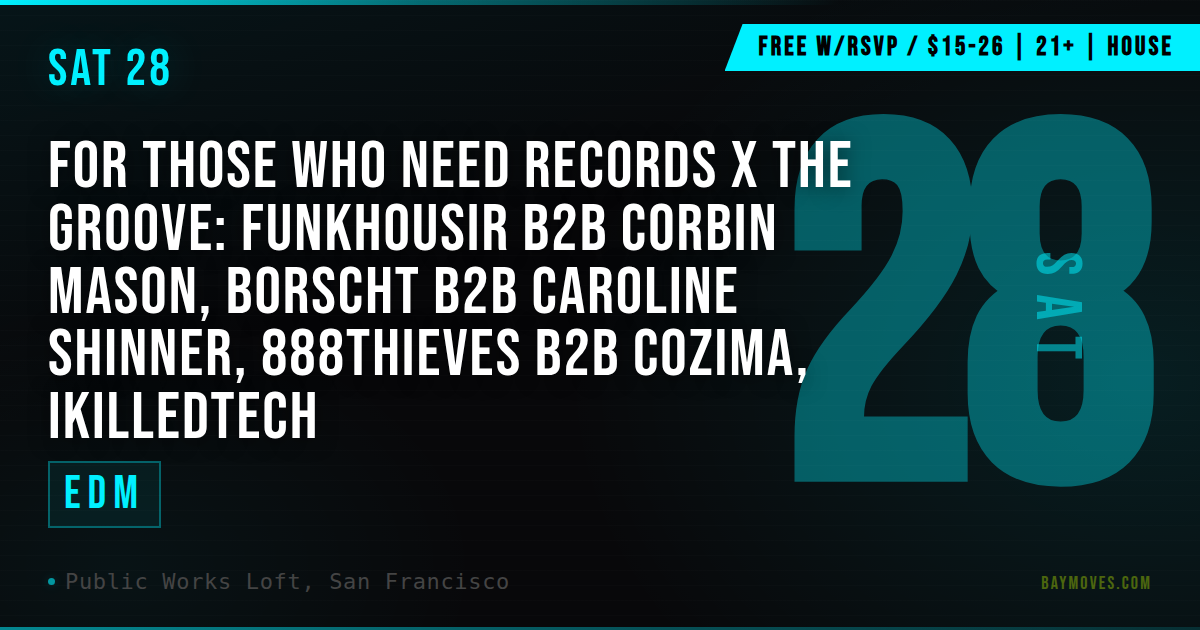 SAT 28
FREE W/RSVP / $15-26 | 21+ | HOUSE
FOR THOSE WHO NEED RECORDS X THE
GROOVE: FUNKHOUSIR B2B CORBIN
MASON, BORSCHT B2B CAROLINE
SHINNER, 888THIEVES B2B COZIMA,
IKILLEDTECH
28
SAT
EDM
Public Works Loft, San Francisco
BAYMOVES.COM